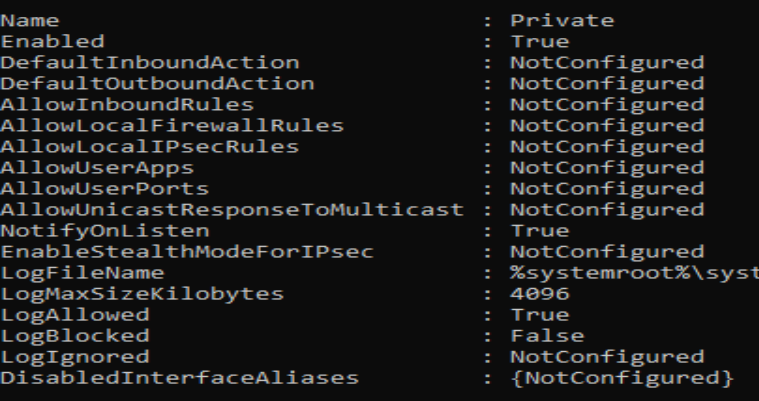 Name : Private
Enabled : True
DefaultInboundAction : NotConfigured
DefaultOutboundAction : NotConfigured
AllowInboundRules : NotConfigured
AllowLocalFirewallRules : NotConfigured
AllowLocalIPsecRules : NotConfigured
AllowUserApps : NotConfigured
AllowUserPorts : NotConfigured
AllowUnicastResponseToMulticast : NotConfigured
NotifyOnListen : True
EnableStealthModeForIPsec : NotConfigured
LogFileName : %systemroot%\syst
LogMaxSizeKilobytes : 4096
LogAllowed : True
LogBlocked : False
LogIgnored : NotConfigured
DisabledInterfaceAliases : {NotConfigured}